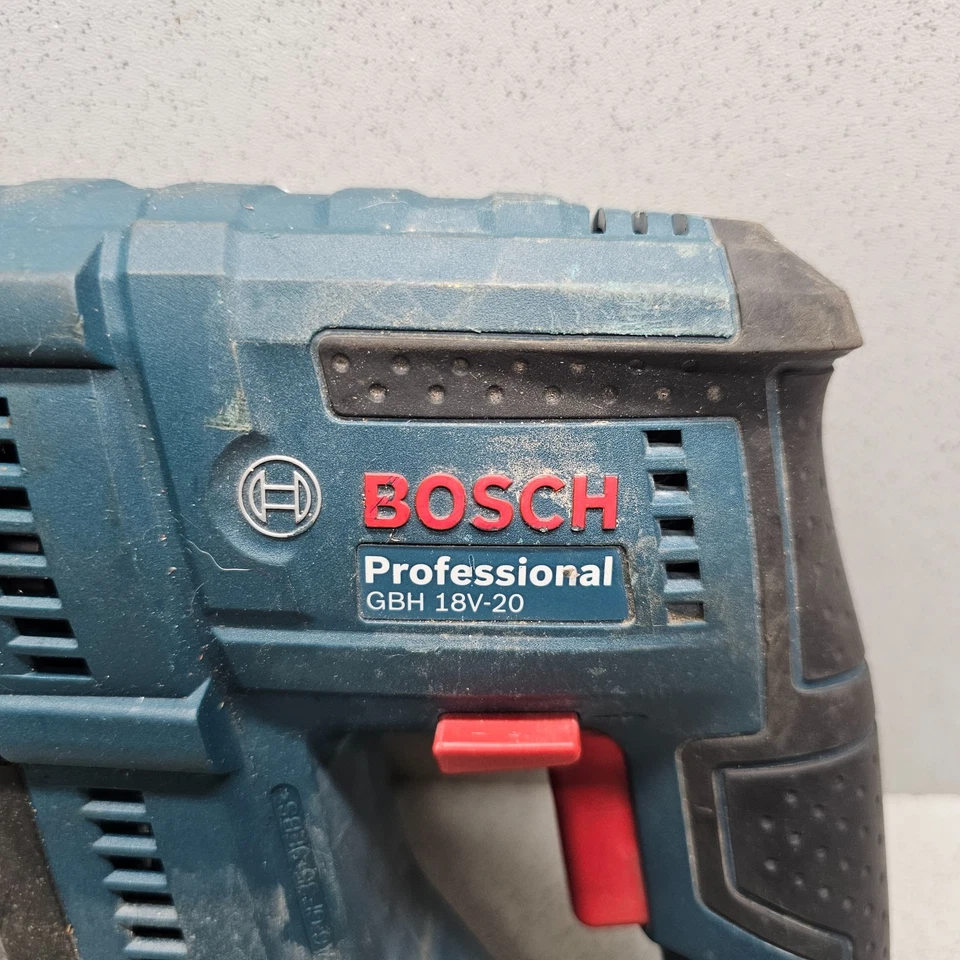 BOSCH
Professional
GBH 18V-20